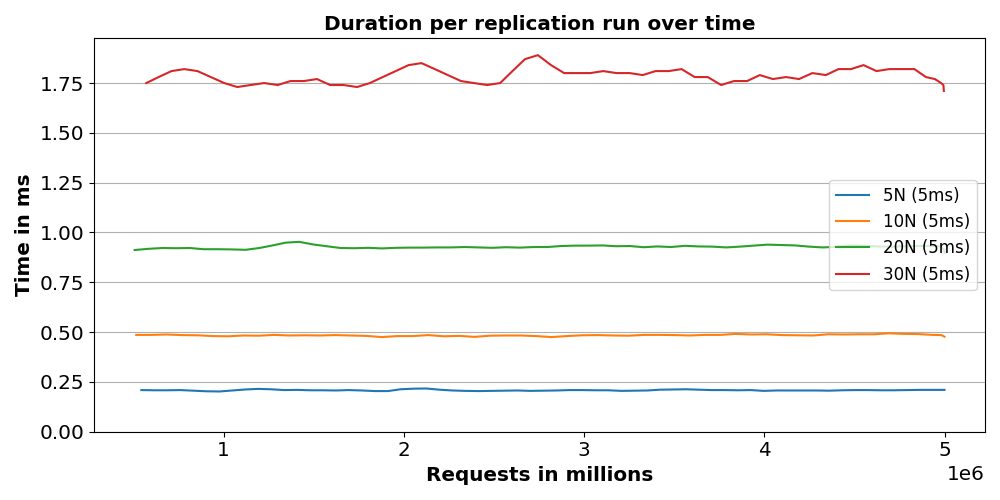 Duration per replication run over time
Time in ms
1.75
1.50
1.25
1.00
0.75
0.50
0.25
0.00
5N (5ms)
10N (5ms)
20N (5ms)
30N (5ms)
1 2 3 4 5
1e6
Requests in millions